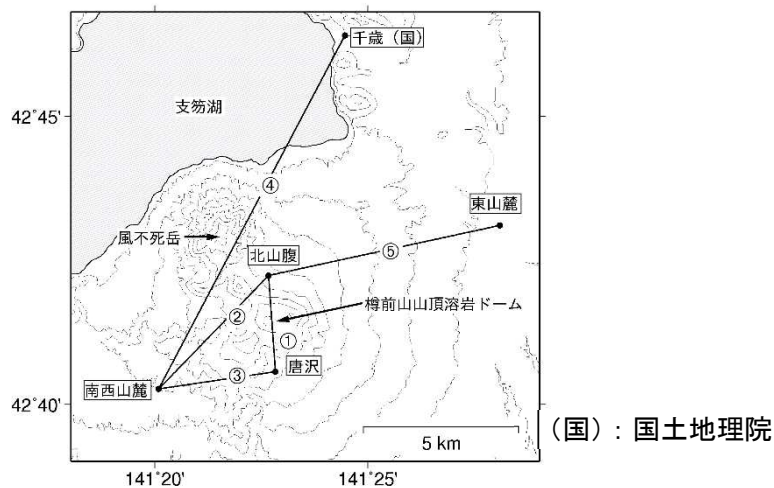 千歳（国）
支笏湖
42°45'
④
東山麓
風不死岳
北山腹
⑤
樽前山山頂溶岩ドーム
②
①
③
唐沢
南西山麓
42°40'
5 km
（国）：国土地理院
141°20'
141°25'